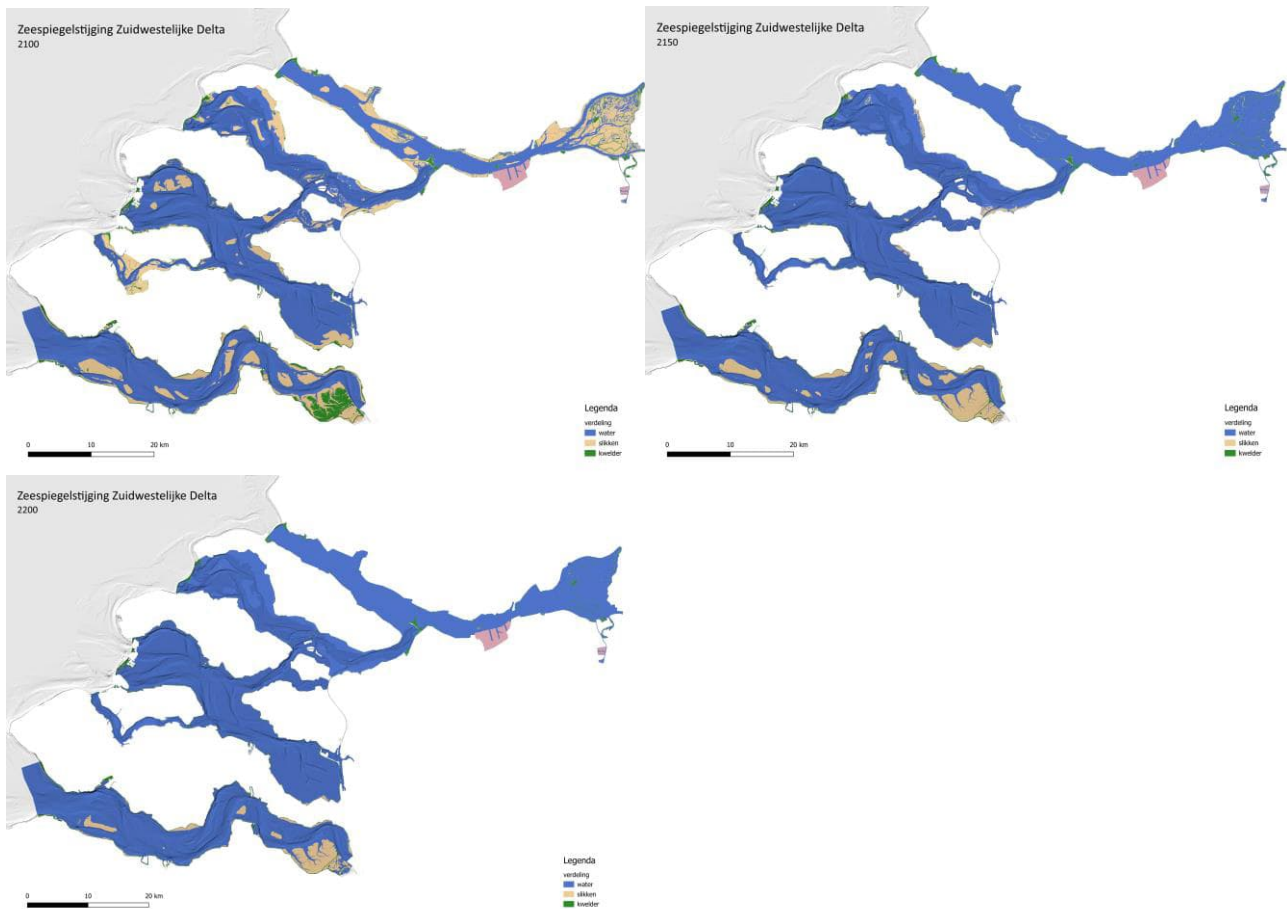 Zeespiegelstijging Zuidwestelijke Delta
2100
Legenda
verdeling
water
slikken
kwelder
0 10 20 km
Zeespiegelstijging Zuidwestelijke Delta
2150
Legenda
verdeling
water
slikken
kwelder
0 10 20 km
Zeespiegelstijging Zuidwestelijke Delta
2200
Legenda
verdeling
water
slikken
kwelder
0 10 20 km